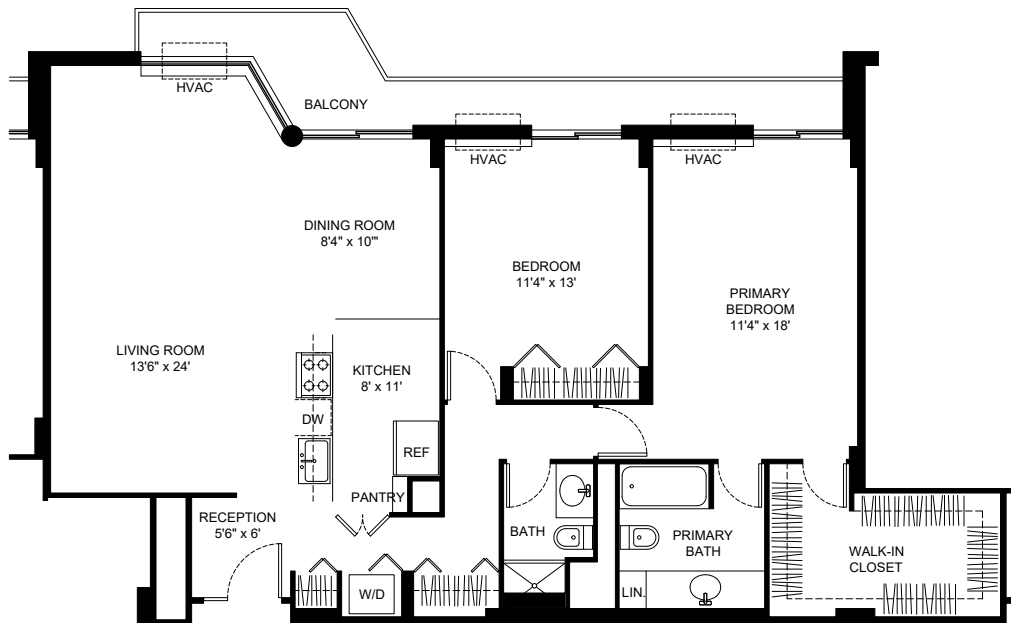 HVAC
BALCONY
HVAC
HVAC
DINING ROOM
8'4" x 10'"
BEDROOM
11'4" x 13'
PRIMARY
BEDROOM
11'4" x 18'
LIVING ROOM
13'6" x 24'
KITCHEN
8' x 11'
DW
REF
PANTRY
RECEPTION
5'6" x 6'
BATH
PRIMARY
BATH
WALK-IN
CLOSET
W/D
LIN.